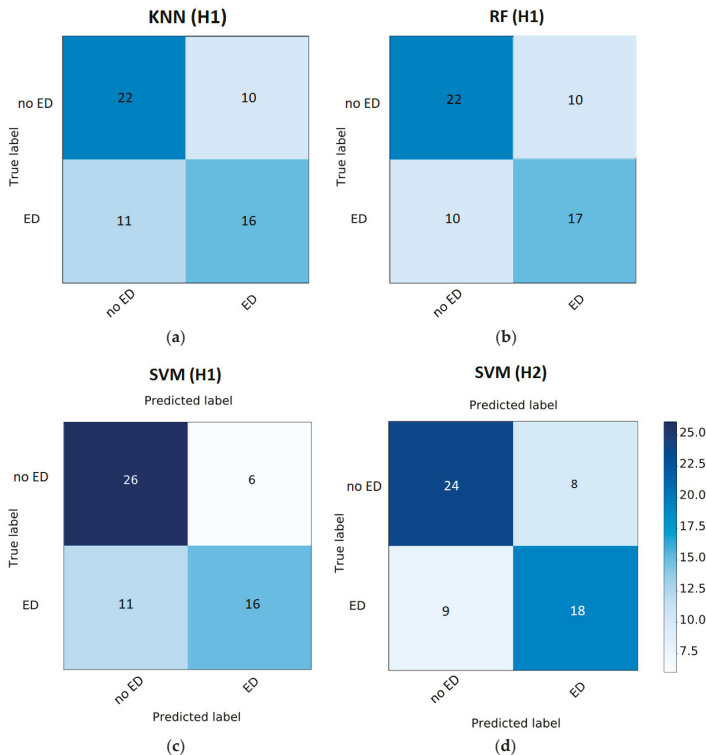 KNN (H1)
RF (H1)
True label
no ED
22
10
ED
11
16
no ED
ED
(a)
True label
no ED
22
10
ED
10
17
no ED
ED
(b)
SVM (H1)
Predicted label
True label
no ED
26
6
ED
11
16
no ED
ED
Predicted label
(c)
SVM (H2)
Predicted label
True label
no ED
24
8
ED
9
18
no ED
ED
Predicted label
(d)
25.0
22.5
20.0
17.5
15.0
12.5
10.0
7.5